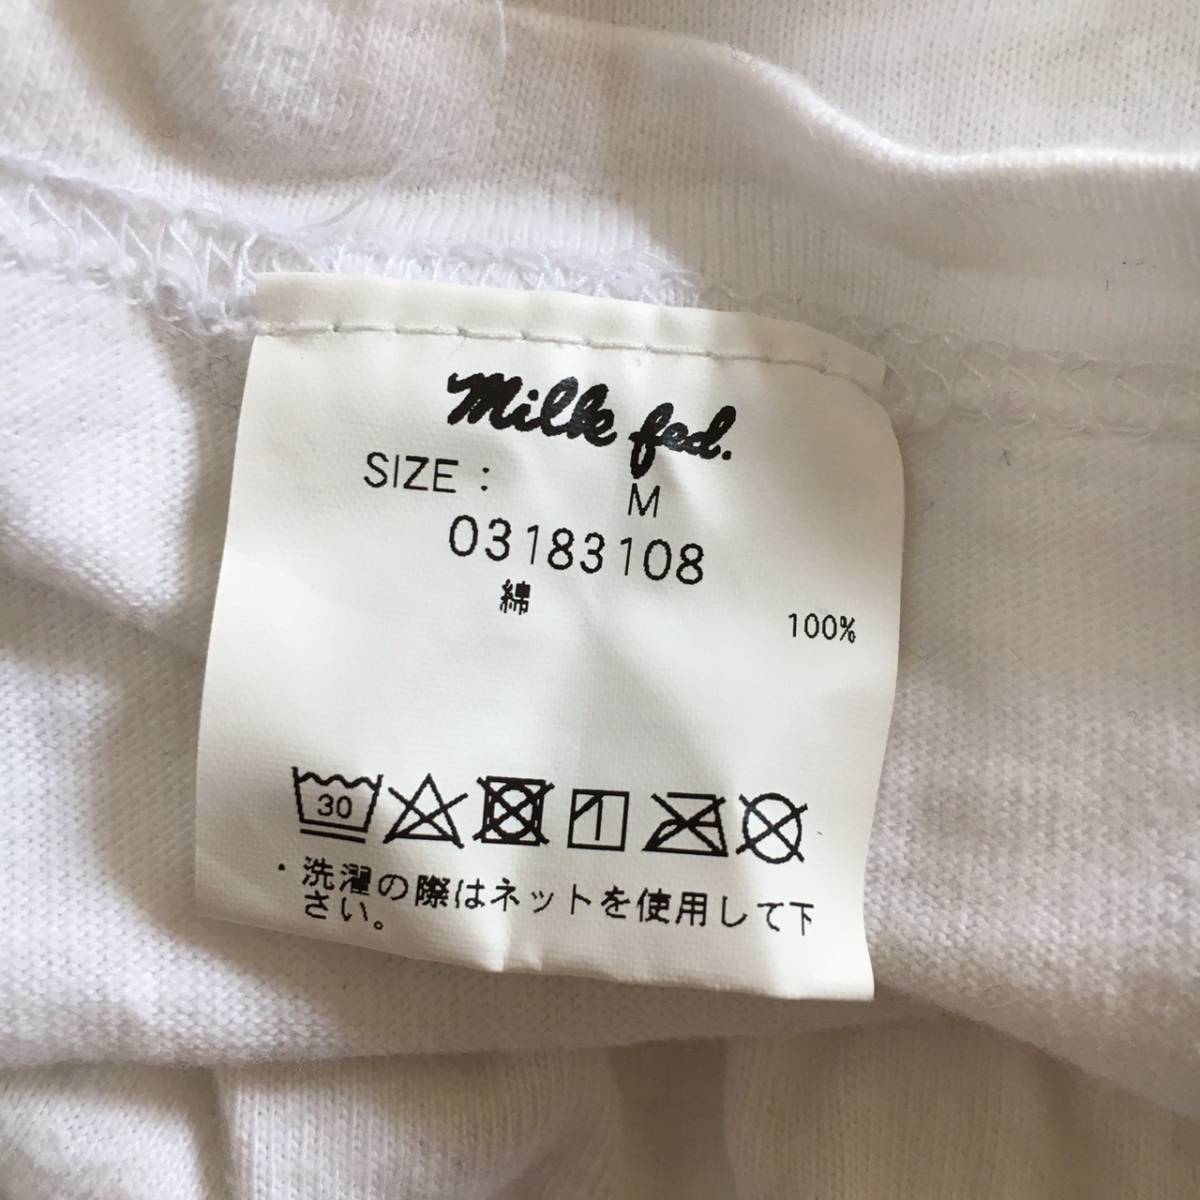 Milk fed.
SIZE : M
03183108
綿 100%
30
・洗濯の際はネットを使用して下
さい。